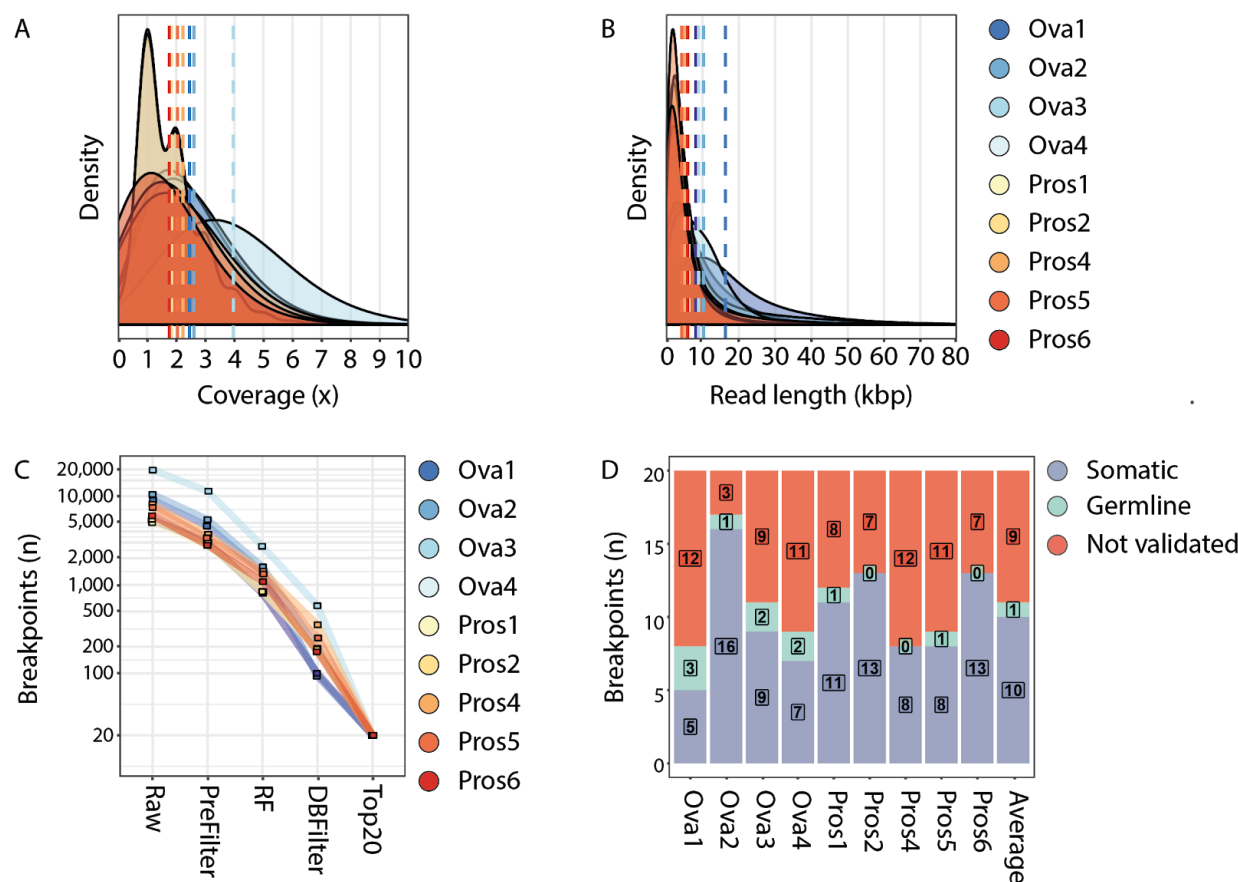 A
Density
0 1 2 3 4 5 6 7 8 9 10
Coverage (x)
B
Density
0 10 20 30 40 50 60 70 80
Read length (kbp)
Ova1
Ova2
Ova3
Ova4
Pros1
Pros2
Pros4
Pros5
Pros6
C
Breakpoints (n)
20,000
10,000
5,000
2,000
1,000
500
200
100
20
Raw
PreFilter
RF
DBFilter
Top20
Ova1
Ova2
Ova3
Ova4
Pros1
Pros2
Pros4
Pros5
Pros6
D
Breakpoints (n)
20
15
10
5
0
12
3
5
3
1
16
9
2
9
11
2
7
8
1
11
7
0
13
12
0
8
11
1
8
7
0
13
9
1
10
Ova1
Ova2
Ova3
Ova4
Pros1
Pros2
Pros4
Pros5
Pros6
Average
Somatic
Germline
Not validated